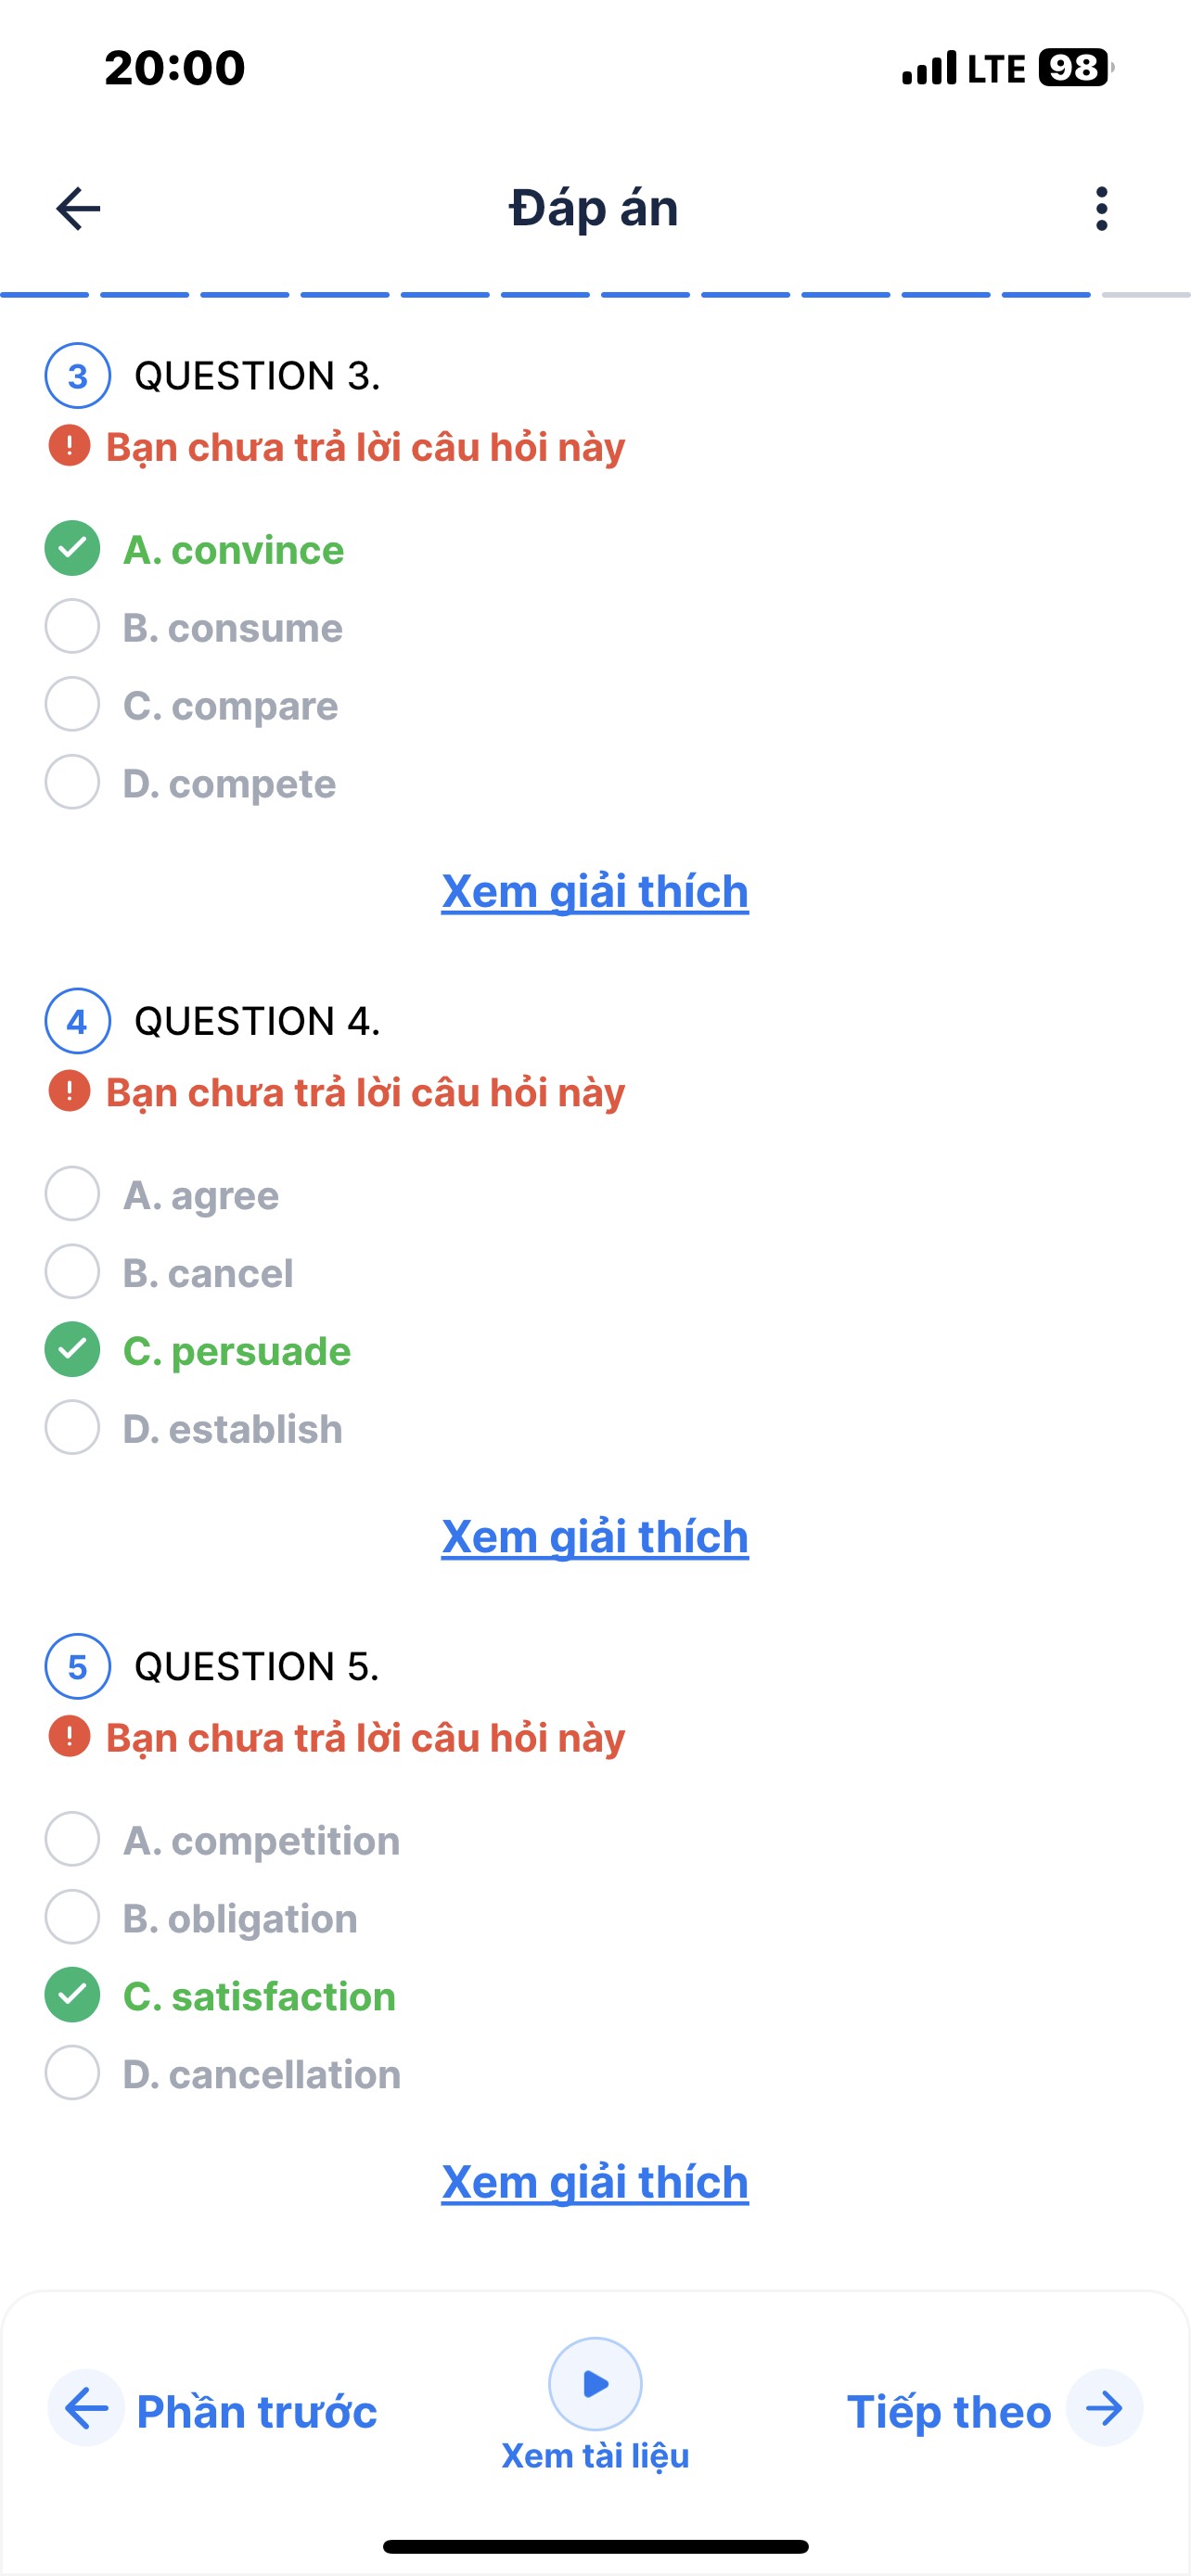 20:00
LTE 98
Đáp án
3 QUESTION 3.
! Bạn chưa trả lời câu hỏi này
A. convince
B. consume
C. compare
D. compete
Xem giải thích
4 QUESTION 4.
! Bạn chưa trả lời câu hỏi này
A. agree
B. cancel
C. persuade
D. establish
Xem giải thích
5 QUESTION 5.
! Bạn chưa trả lời câu hỏi này
A. competition
B. obligation
C. satisfaction
D. cancellation
Xem giải thích
Phần trước
Xem tài liệu
Tiếp theo